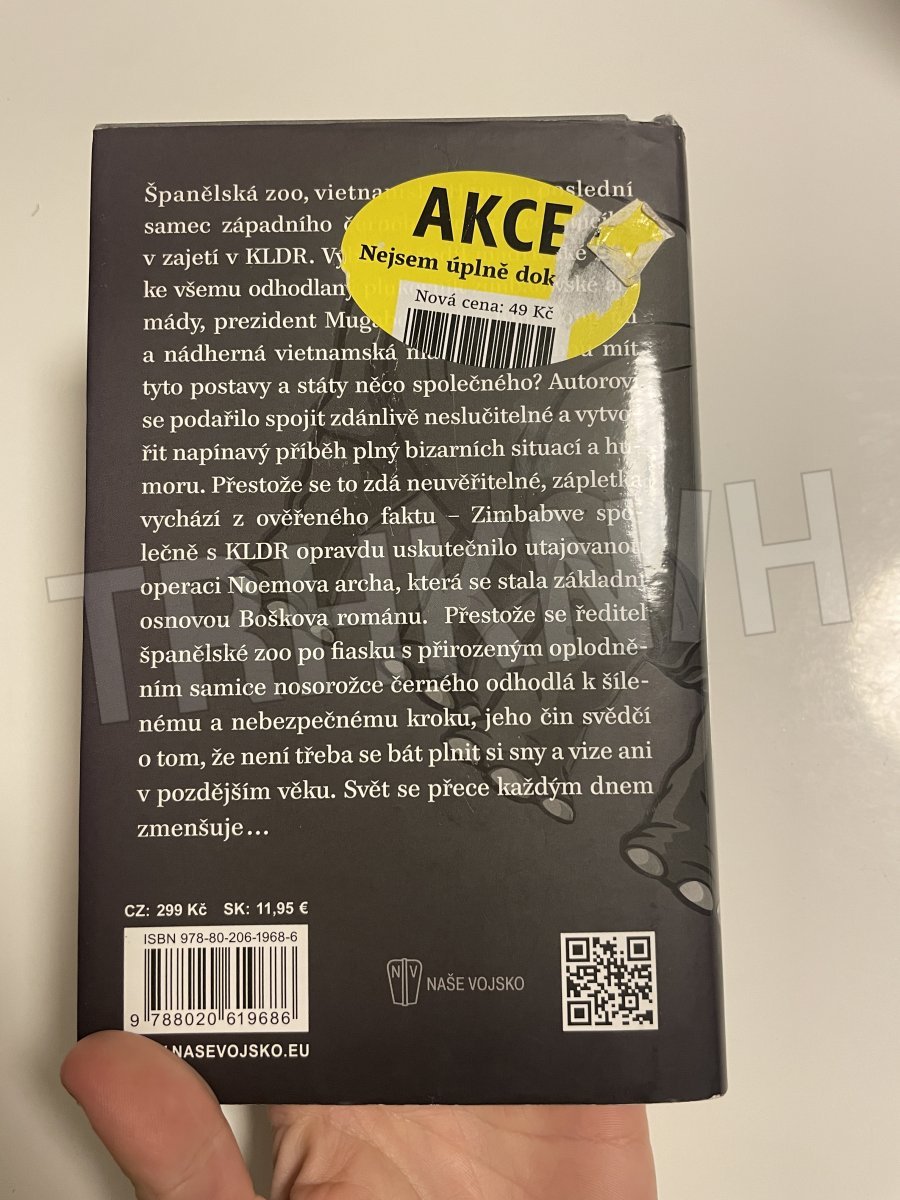 Španělská zoo, poslední
samec západního
v zajetí v KLDR.
ke všemu odhodlaný
mády, prezident
a nádherná vietnamská mít
tyto postavy a státy něco společného? Autorovi
se podařilo spojit zdánlivě neslučitelné a vytvo-
řit napínavý příběh plný bizarních situací a hu-
moru. Přestože se to zdá neuvěřitelné, zápletka
vychází z ověřeného faktu – Zimbabwe spo-
lečně s KLDR opravdu uskutečnilo utajovanou
operaci Noemova archa, která se stala základní
osnovou Boškova románu. Přestože se ředitel
španělské zoo po fiasku s přirozeným oplodně-
ním samice nosorožce černého odhodlá k šíle-
nému a nebezpečnému kroku, jeho čin svědčí
o tom, že není třeba se bát plnit si sny a vize ani
v pozdějším věku. Svět se přece každým dnem
zmenšuje...
AKCE
Nejsem úplně dok
Nová cena: 49 Kč
CZ: 299 Kč SK: 11,95 €
ISBN 978-80-206-1968-6
9 788020 619686
NASEVOJSKO.EU
NV NAŠE VOJSKO